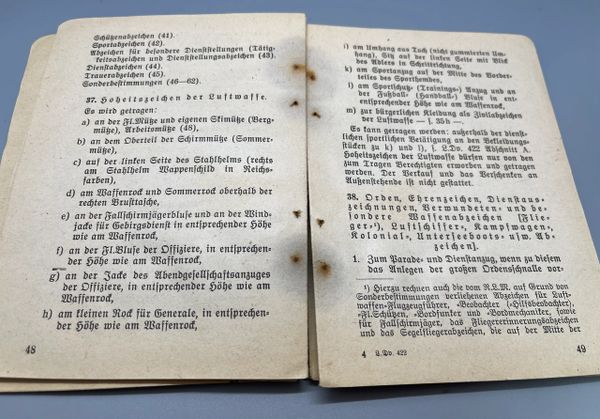 Schützenabzeichen (41).
Sportabzeichen (42).
Abzeichen für besondere Dienststellungen (Tätig-
keitsabzeichen und Dienststellungsabzeichen (43).
Dienstabzeichen (44).
Trauerabzeichen (45).
Sonderbestimmungen (46—62).
37. Hoheitszeichen der Luftwaffe.
Es wird getragen:
a) an der Fl.Mütze und eigenen Skimütze (Berg-
mütze), Arbeitsmütze (48),
b) an dem Oberteil der Schirmmütze (Sommer-
mütze),
c) auf der linken Seite des Stahlhelms (rechts
am Stahlhelm Wappenschild in Reichs-
farben),
d) am Waffenrock und Sommerrock oberhalb der
rechten Brusttasche,
e) an der Fallschirmjägerbluse und an der Wind-
jacke für Gebirgsdienst in entsprechender Höhe
wie am Waffenrock,
f) an der Fl.Bluse der Offiziere, in entsprechen-
der Höhe wie am Waffenrock,
g) an der Jacke des Abendgesellschaftsanzuges
der Offiziere, in entsprechender Höhe wie am
Waffenrock,
h) am kleinen Rock für Generale, in entsprechen-
der Höhe wie am Waffenrock,
48
i) am Umhang aus Tuch (nicht gummierten Um-
hang). Sitz auf der linken Seite mit Blick
des Adlers in Schrittrichtung,
k) am Sportanzug auf der Mitte des Vorder-
teiles des Sporthemdes,
l) am Sportschutz- (Trainings-) Anzug und an
der Fußball- (Handball-) Bluse in ent-
sprechender Höhe wie am Waffenrock,
m) zur bürgerlichen Kleidung als Zivilabzeichen
der Luftwaffe — s. 35h —.
Es kann getragen werden: außerhalb der dienst-
lichen sportlichen Betätigung an den Bekleidungs-
stücken zu k) und l), s. L.Dv. 422 Abschnitt A.
Hoheitszeichen der Luftwaffe dürfen nur von den
zum Tragen Berechtigten erworben und getragen
werden. Der Verkauf und das Verschenken an
Außenstehende ist nicht gestattet.
38. Orden, Ehrenzeichen, Dienstaus-
zeichnungen, Verwundeten- und be-
sondere Waffenabzeichen [Flie-
ger-¹), Luftschiffer-, Kampfwagen-,
Kolonial-, Unterseeboots- usw. Ab-
zeichen].
1. Zum Parade- und Dienstanzug, wenn zu diesem
das Anlegen der großen Ordensschnalle vor-
¹) Hierzu rechnen auch die vom R.L.M. auf Grund von
Sonderbestimmungen verliehenen Abzeichen für Luft-
waffen-Flugzeugführer, -Beobachter (-Hilfsbeobachter),
-Fl.Schützen, -Bordfunker und -Bordmechaniker, sowie
für Fallschirmjäger, das Fliegererinnerungsabzeichen
und das Segelfliegerabzeichen, die auf der Mitte der
4 L.Dv. 422
49